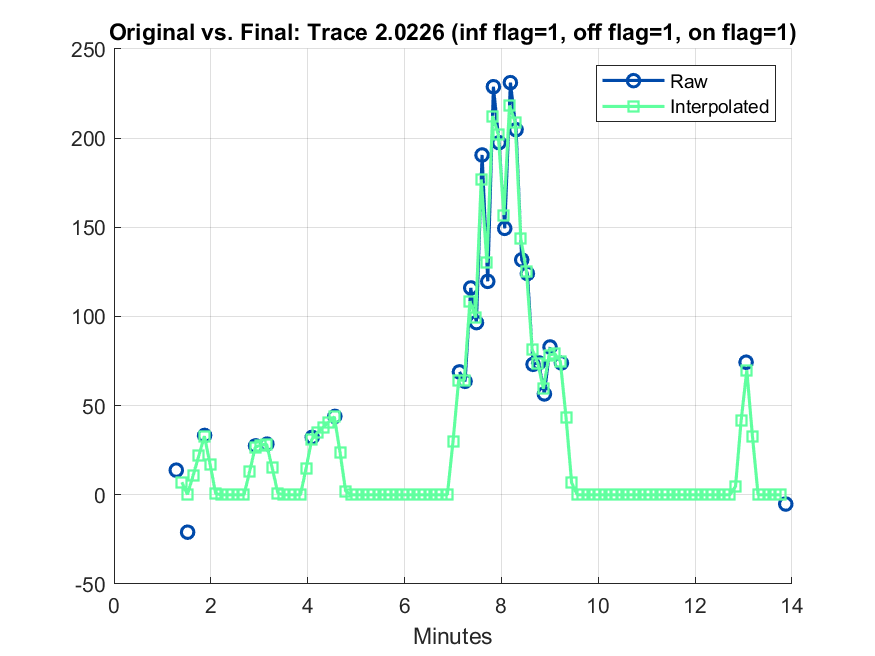 Original vs. Final: Trace 2.0226 (inf flag=1, off flag=1, on flag=1)
250
200
150
100
50
0
-50
0 2 4 6 8 10 12 14
Minutes
Raw
Interpolated